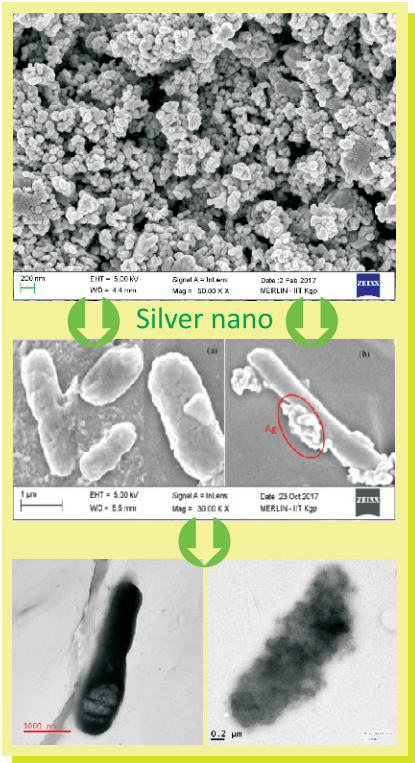 200 nm EHT = 5.00 kV Signal A = InLens Date :2 Feb 2017 ZEISS
WD = 4.4 mm Mag = 50.00 K X MERLIN - IIT Kgp
Silver nano
(a) (b)
Ag
1 µm EHT = 5.00 kV Signal A = InLens Date :23 Oct 2017 ZEISS
WD = 5.5 mm Mag = 30.00 K X MERLIN - IIT Kgp
1000 nm 0.2 µm